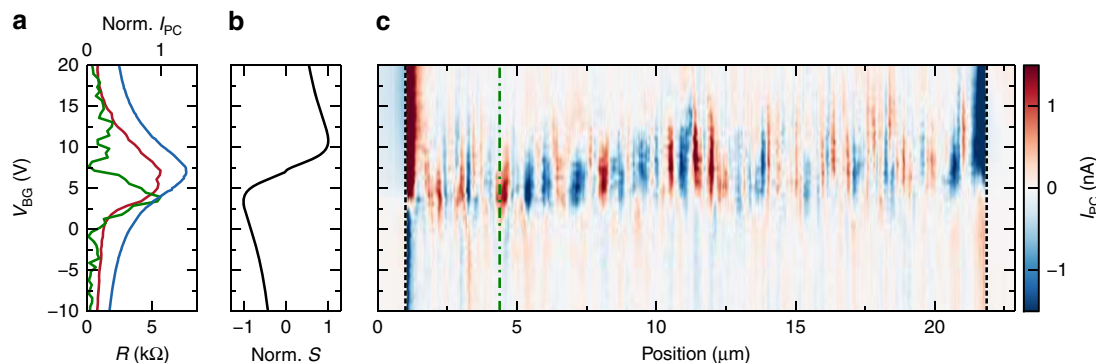 a
b
c
Norm. I_PC
0 1
20
15
10
5
0
−5
−10
V_BG (V)
0 5
R (kΩ)
−1 0 1
Norm. S
0 5 10 15 20
Position (μm)
1
0
−1
I_PC (nA)